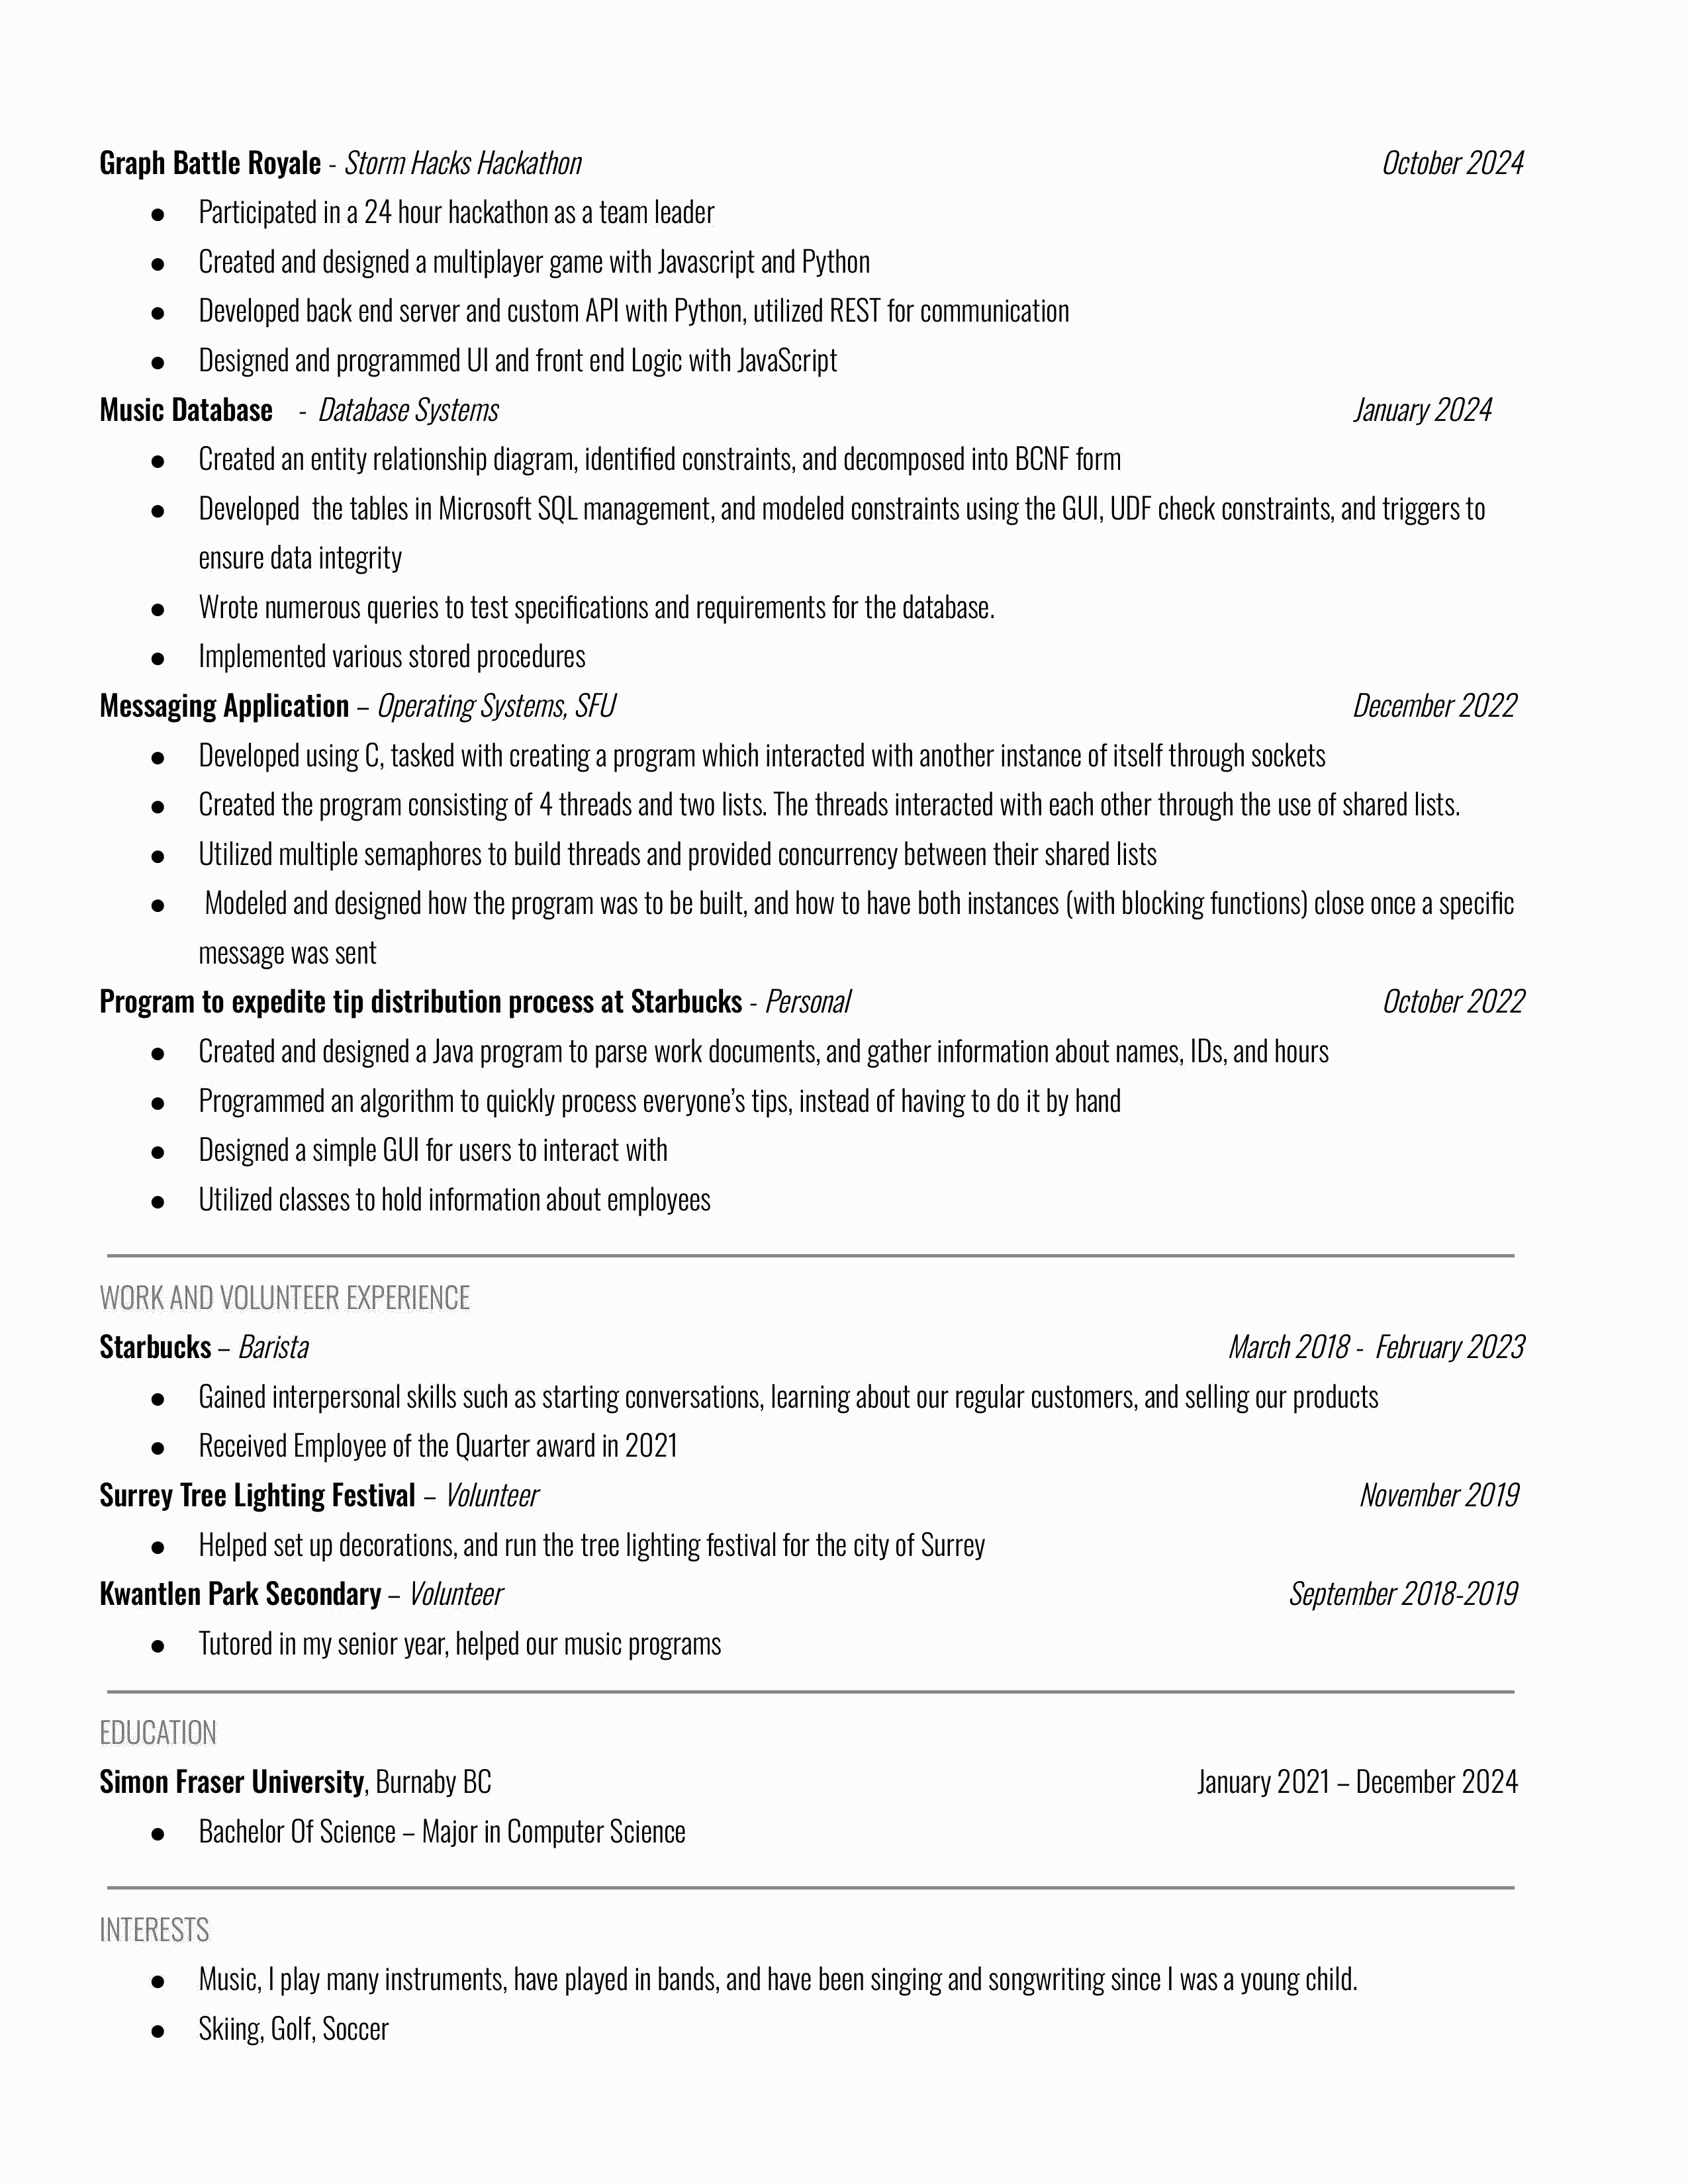 Graph Battle Royale - Storm Hacks Hackathon October 2024
● Participated in a 24 hour hackathon as a team leader
● Created and designed a multiplayer game with Javascript and Python
● Developed back end server and custom API with Python, utilized REST for communication
● Designed and programmed UI and front end Logic with JavaScript
Music Database - Database Systems January 2024
● Created an entity relationship diagram, identified constraints, and decomposed into BCNF form
● Developed the tables in Microsoft SQL management, and modeled constraints using the GUI, UDF check constraints, and triggers to
ensure data integrity
● Wrote numerous queries to test specifications and requirements for the database.
● Implemented various stored procedures
Messaging Application – Operating Systems, SFU December 2022
● Developed using C, tasked with creating a program which interacted with another instance of itself through sockets
● Created the program consisting of 4 threads and two lists. The threads interacted with each other through the use of shared lists.
● Utilized multiple semaphores to build threads and provided concurrency between their shared lists
● Modeled and designed how the program was to be built, and how to have both instances (with blocking functions) close once a specific
message was sent
Program to expedite tip distribution process at Starbucks - Personal October 2022
● Created and designed a Java program to parse work documents, and gather information about names, IDs, and hours
● Programmed an algorithm to quickly process everyone’s tips, instead of having to do it by hand
● Designed a simple GUI for users to interact with
● Utilized classes to hold information about employees
WORK AND VOLUNTEER EXPERIENCE
Starbucks – Barista March 2018 - February 2023
● Gained interpersonal skills such as starting conversations, learning about our regular customers, and selling our products
● Received Employee of the Quarter award in 2021
Surrey Tree Lighting Festival – Volunteer November 2019
● Helped set up decorations, and run the tree lighting festival for the city of Surrey
Kwantlen Park Secondary – Volunteer September 2018-2019
● Tutored in my senior year, helped our music programs
EDUCATION
Simon Fraser University, Burnaby BC January 2021 – December 2024
● Bachelor Of Science – Major in Computer Science
INTERESTS
● Music, I play many instruments, have played in bands, and have been singing and songwriting since I was a young child.
● Skiing, Golf, Soccer